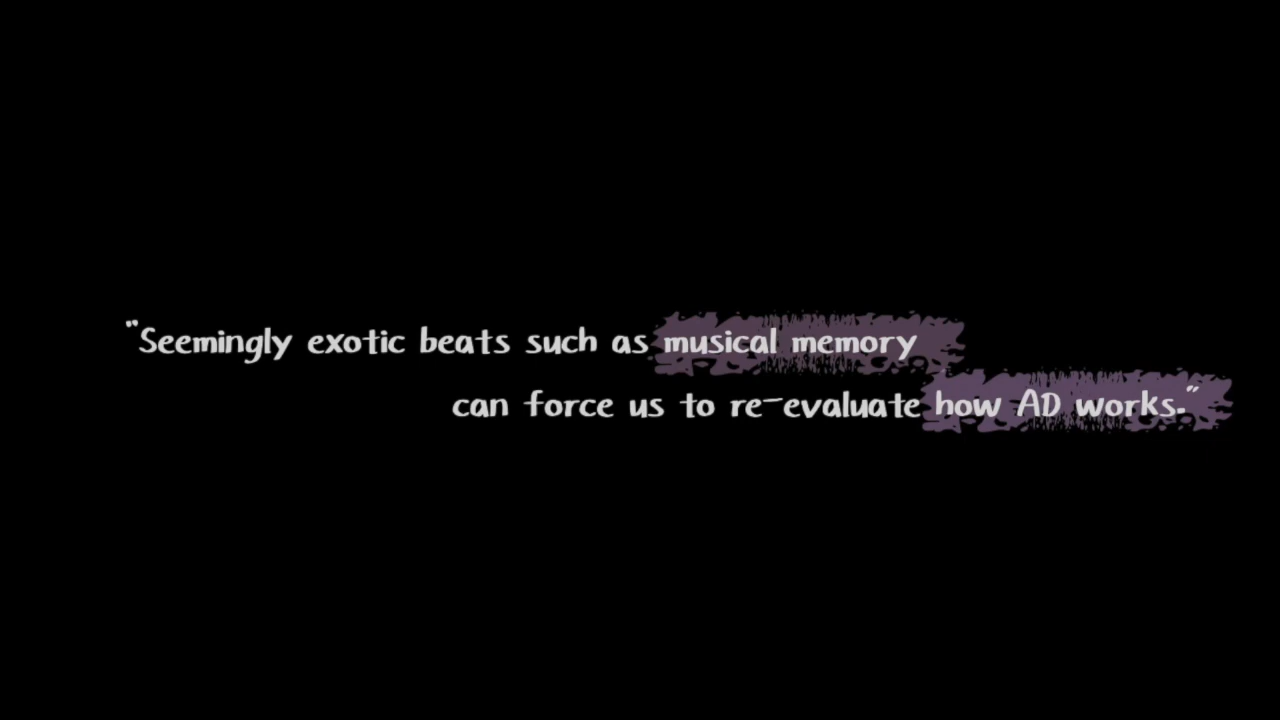 "Seemingly exotic beats such as musical memory
can force us to re-evaluate how AD works."